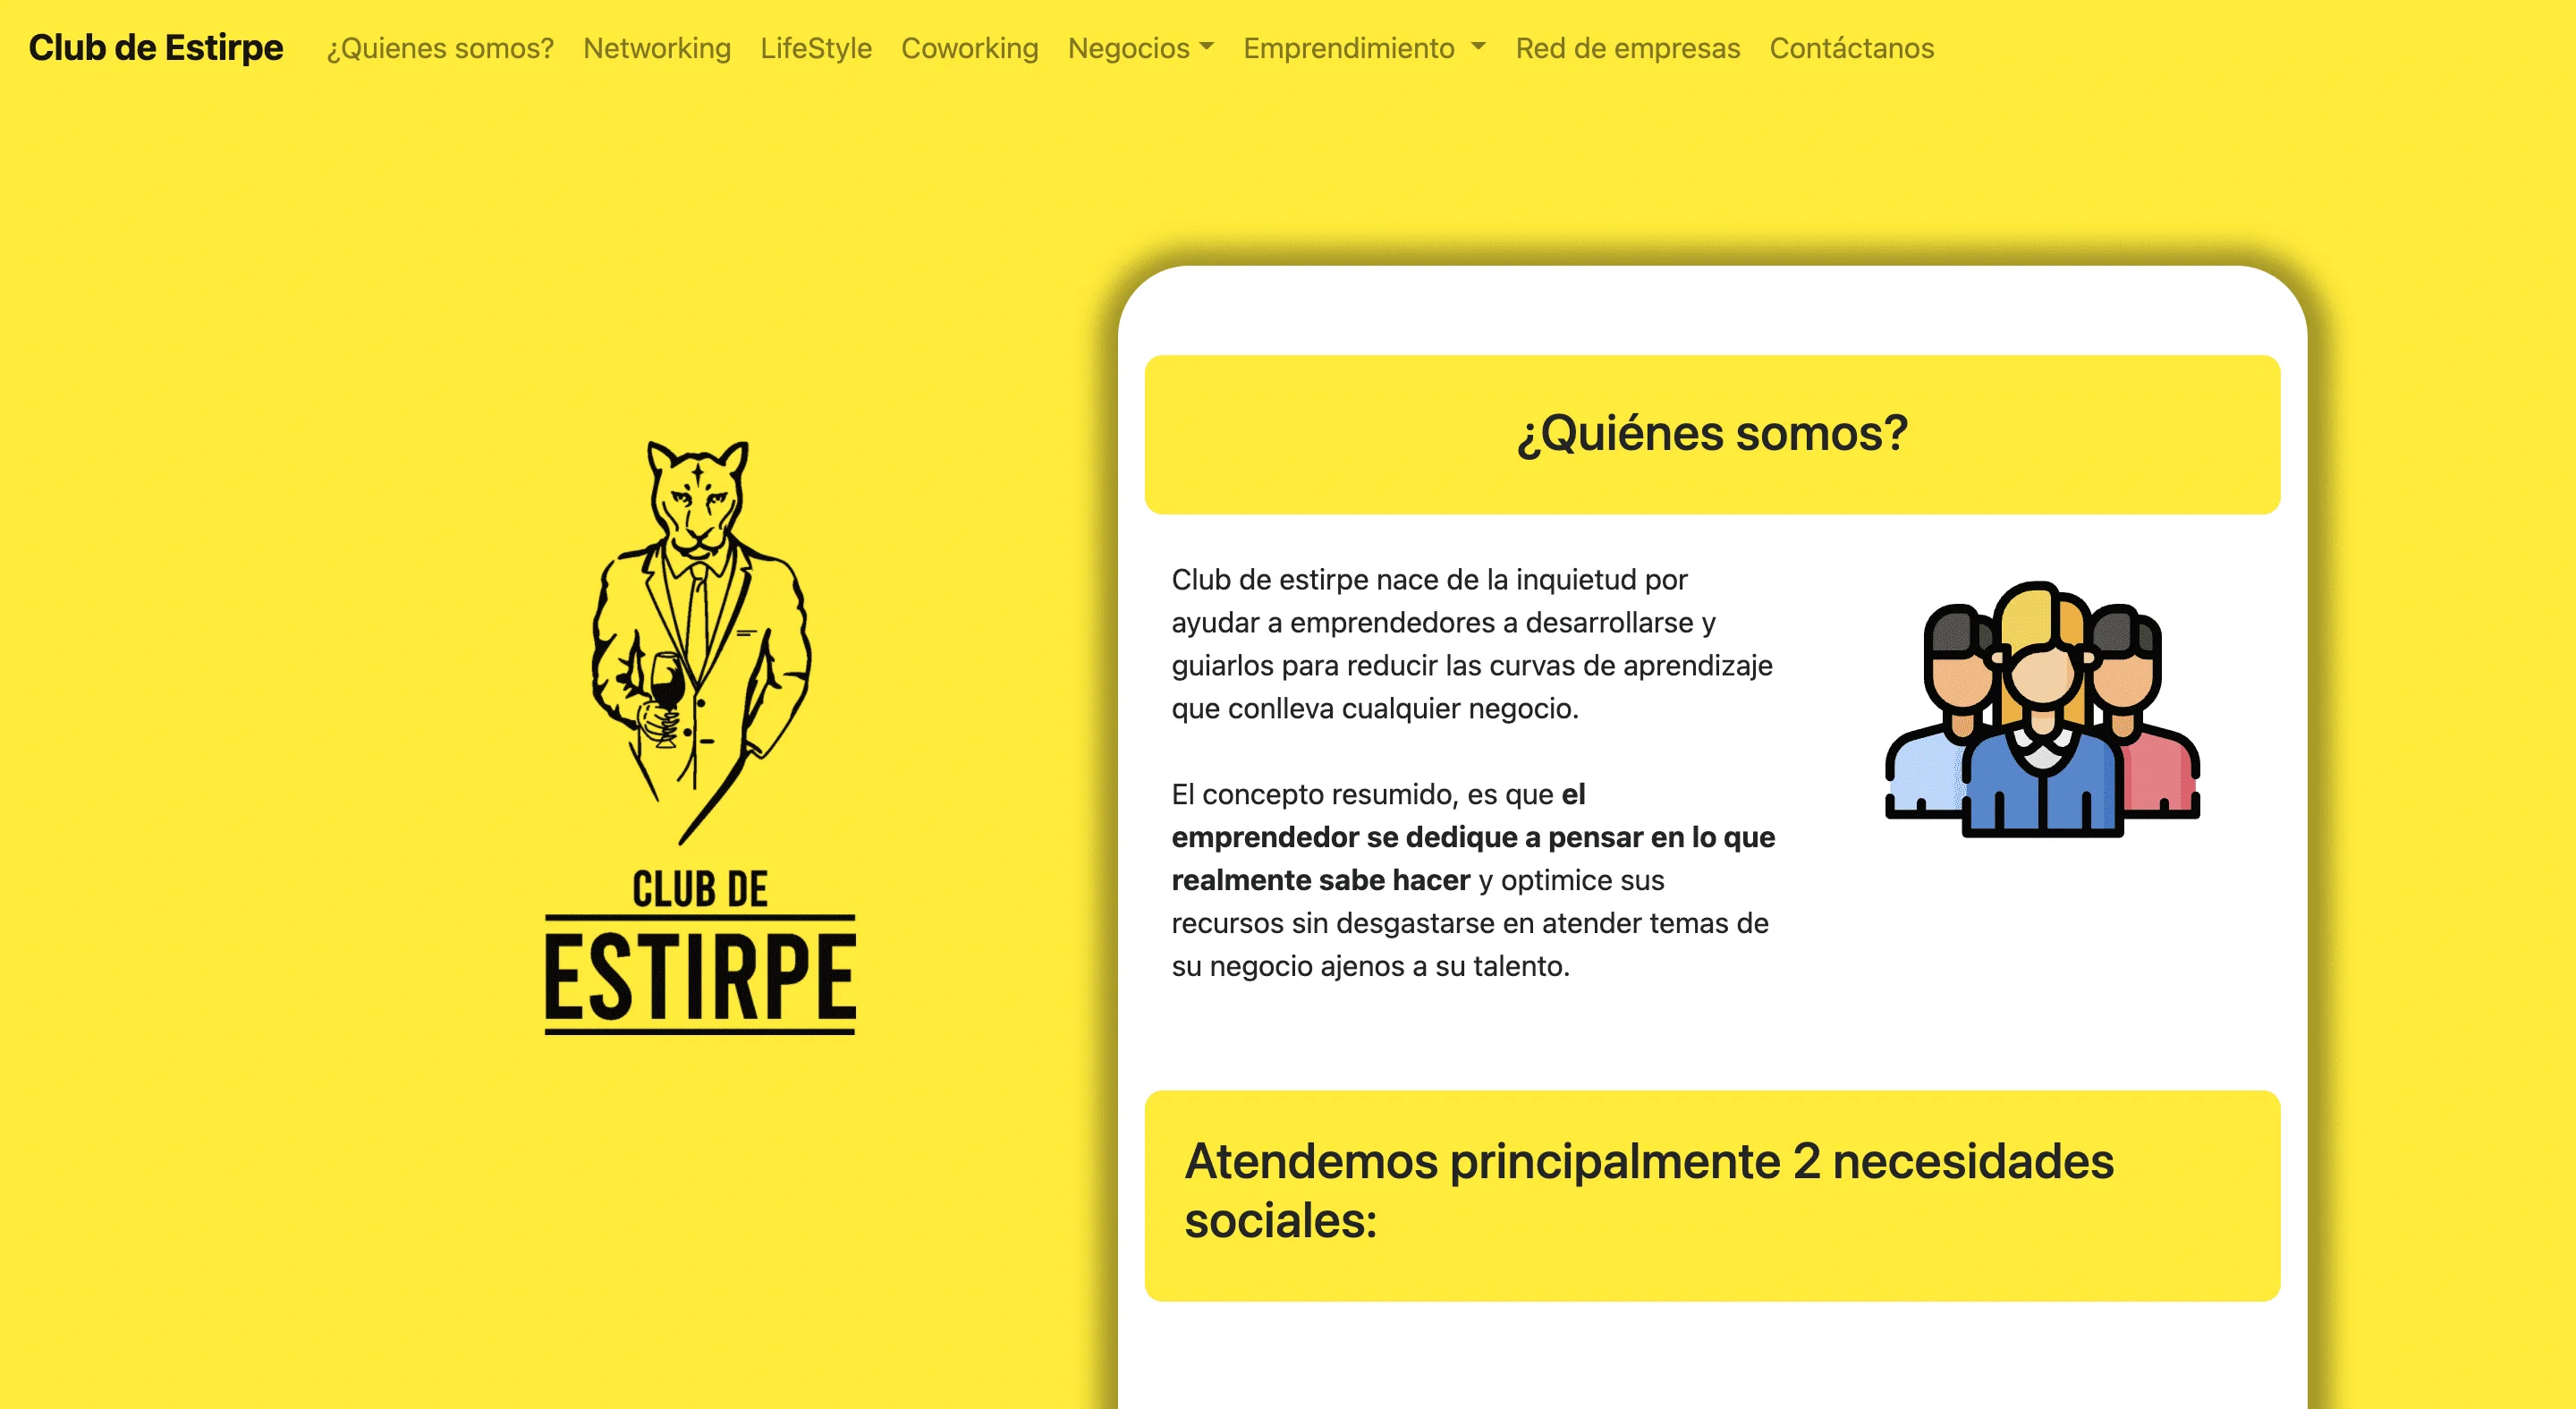 Club de Estirpe ¿Quienes somos? Networking LifeStyle Coworking Negocios Emprendimiento Red de empresas Contáctanos
CLUB DE
ESTIRPE
¿Quiénes somos?
Club de estirpe nace de la inquietud por
ayudar a emprendedores a desarrollarse y
guiarlos para reducir las curvas de aprendizaje
que conlleva cualquier negocio.
El concepto resumido, es que el
emprendedor se dedique a pensar en lo que
realmente sabe hacer y optimice sus
recursos sin desgastarse en atender temas de
su negocio ajenos a su talento.
Atendemos principalmente 2 necesidades
sociales: